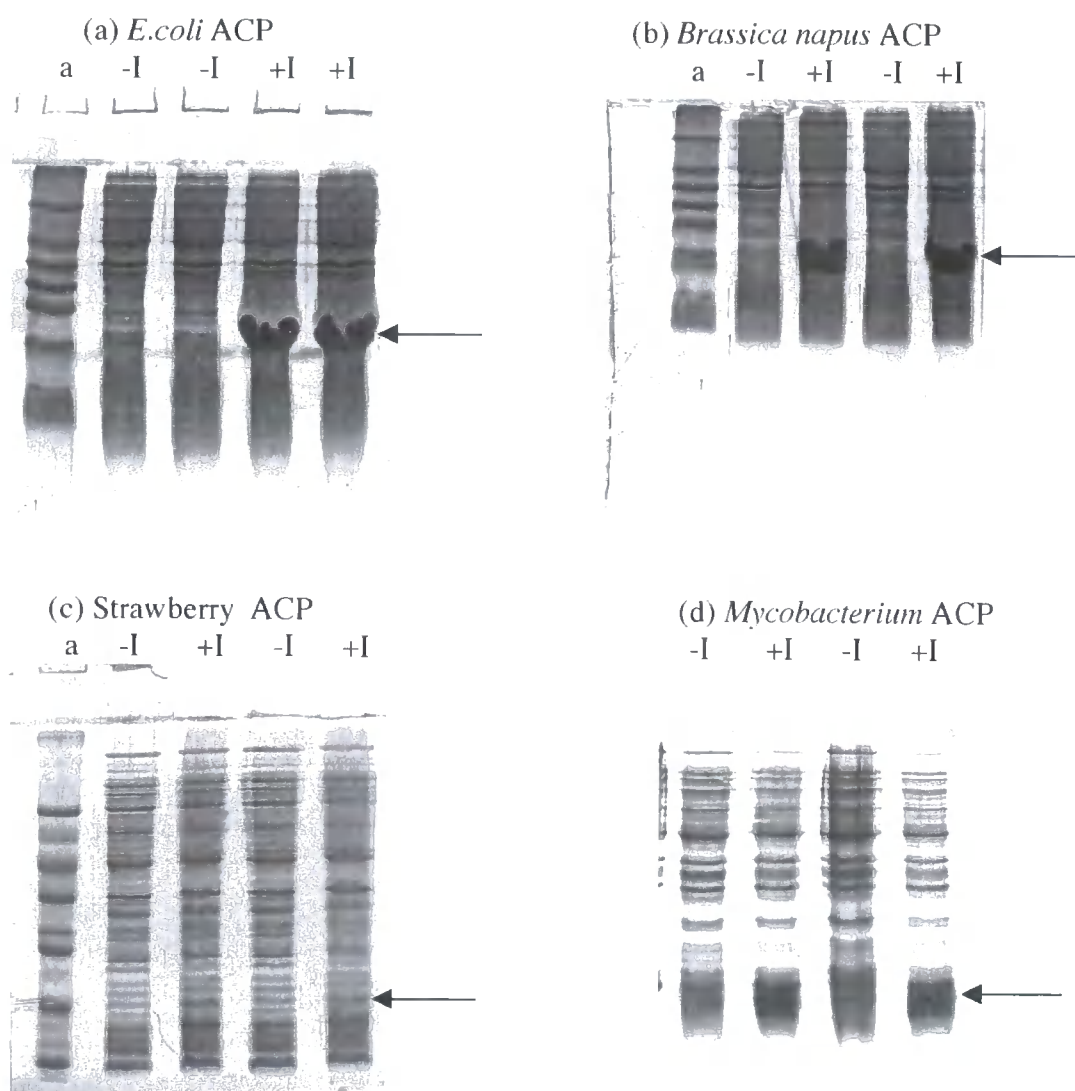 (a) E.coli ACP
a -I -I +I +I
(b) Brassica napus ACP
a -I +I -I +I
(c) Strawberry ACP
a -I +I -I +I
(d) Mycobacterium ACP
-I +I -I +I